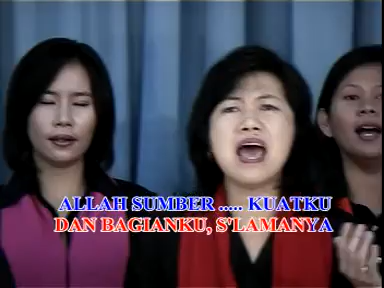 ALLAH SUMBER ..... KUATKU
DAN BAGIANKU, S'LAMANYA